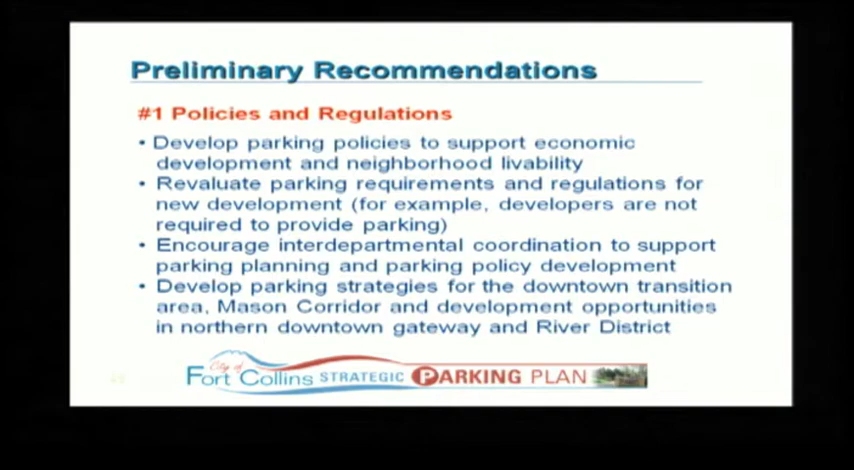 Preliminary Recommendations
#1 Policies and Regulations
• Develop parking policies to support economic
development and neighborhood livability
• Revaluate parking requirements and regulations for
new development (for example, developers are not
required to provide parking)
• Encourage interdepartmental coordination to support
parking planning and parking policy development
• Develop parking strategies for the downtown transition
area, Mason Corridor and development opportunities
in northern downtown gateway and River District
City of
Fort Collins STRATEGIC PARKING PLAN